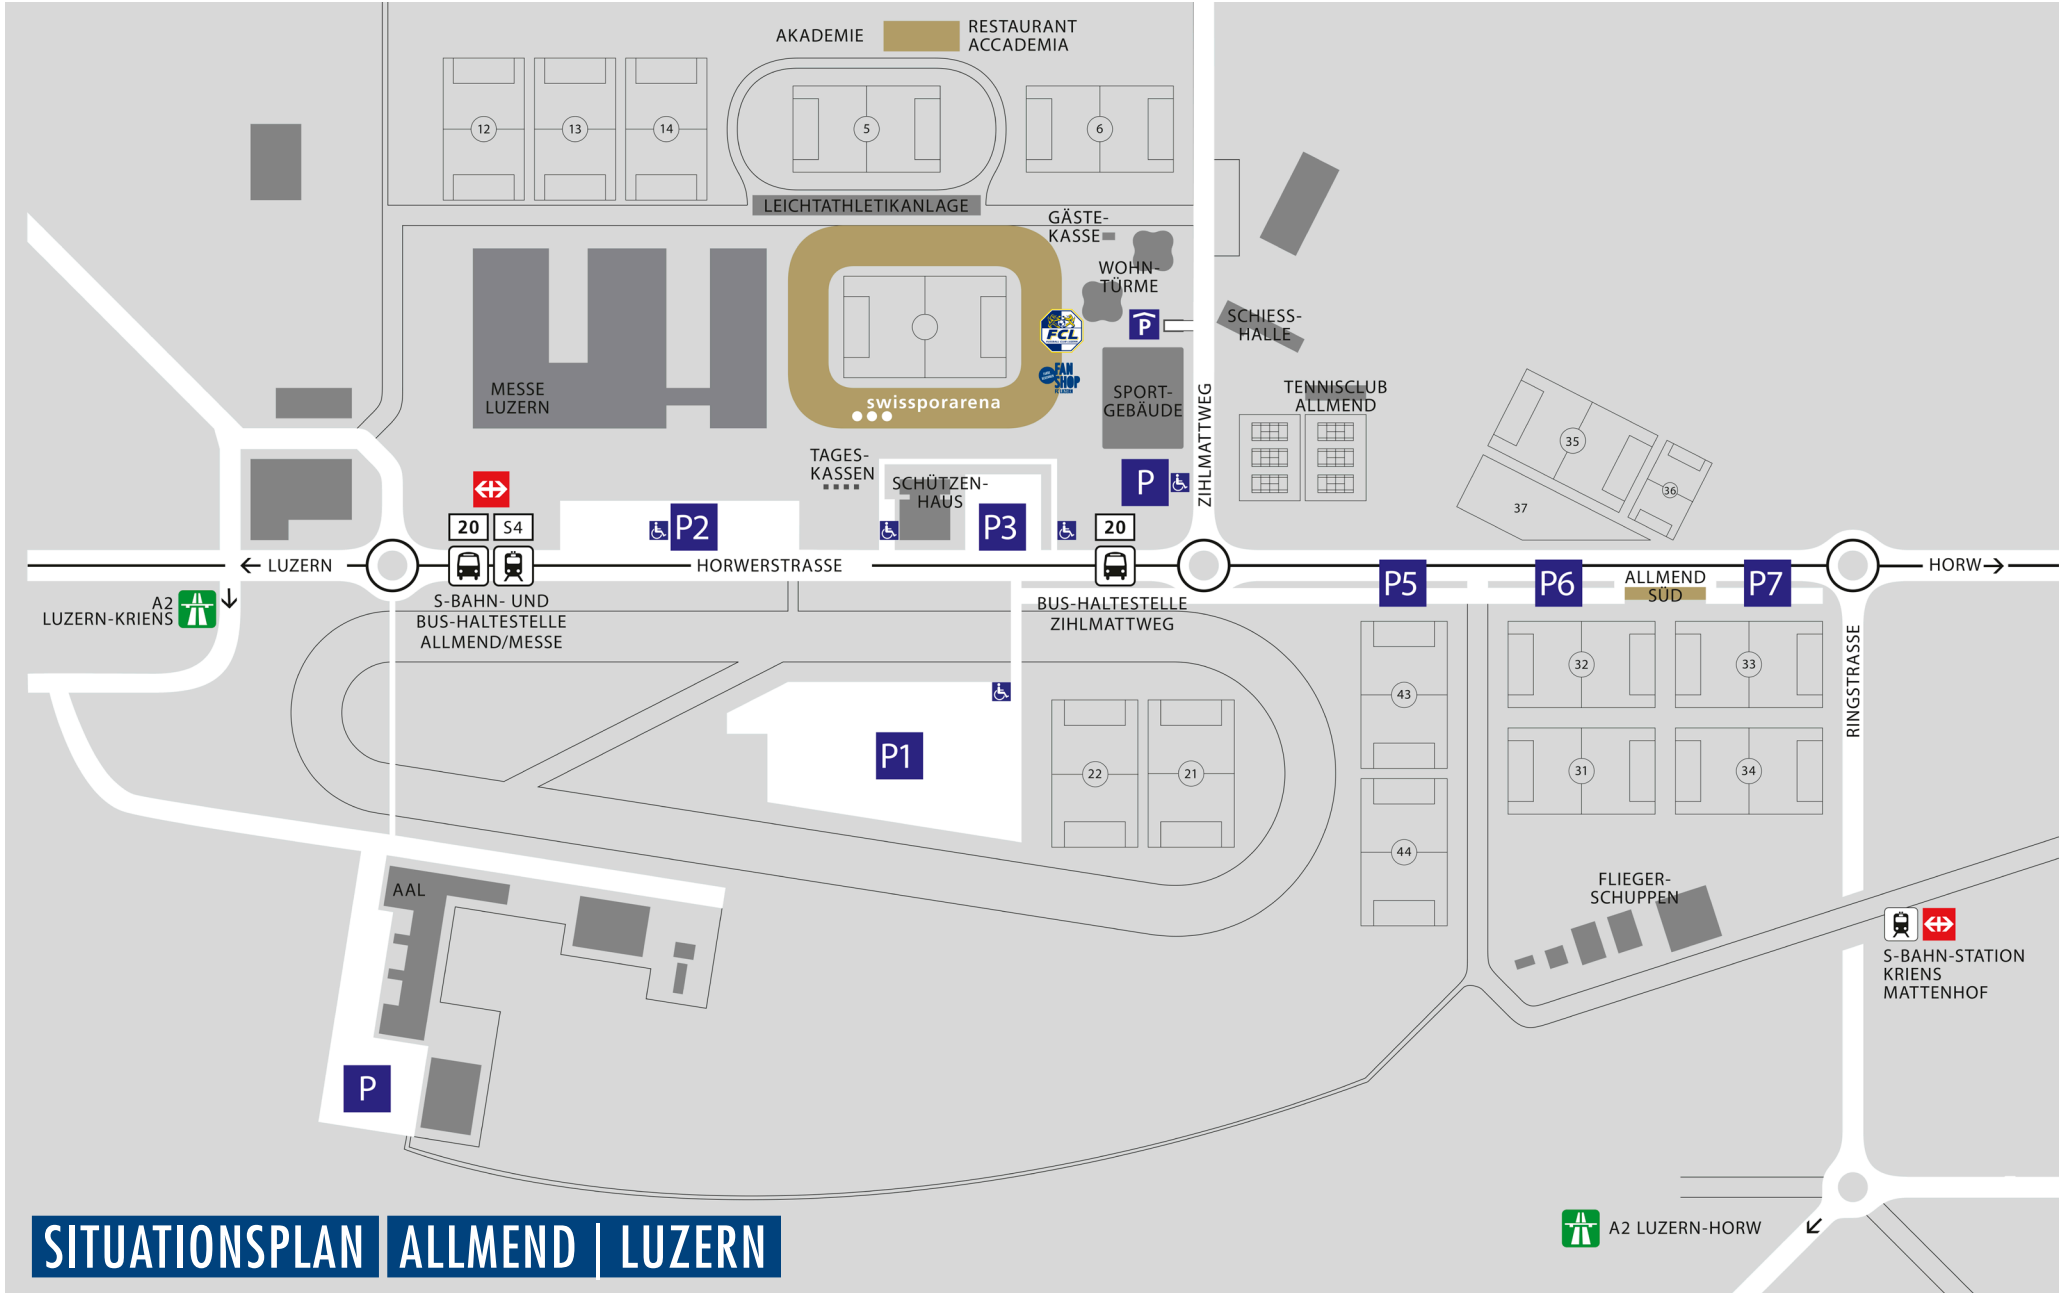 AKADEMIE
RESTAURANT
ACCADEMIA
12
13
14
5
6
LEICHTATHLETIKANLAGE
GÄSTE-
KASSE
WOHN-
TÜRME
FCL
P
SCHIESS-
HALLE
MESSE
LUZERN
swissporarena
FAN
SHOP
SPORT-
GEBÄUDE
ZIHLMATTWEG
TENNISCLUB
ALLMEND
35
36
37
TAGES-
KASSEN
SCHÜTZEN-
HAUS
P
20
S4
P2
P3
20
LUZERN
HORWERSTRASSE
HORW
A2
LUZERN-KRIENS
S-BAHN- UND
BUS-HALTESTELLE
ALLMEND/MESSE
BUS-HALTESTELLE
ZIHLMATTWEG
P5
P6
ALLMEND
SÜD
P7
RINGSTRASSE
43
32
33
P1
22
21
31
34
44
AAL
FLIEGER-
SCHUPPEN
S-BAHN-STATION
KRIENS
MATTENHOF
P
A2 LUZERN-HORW
SITUATIONSPLAN ALLMEND | LUZERN